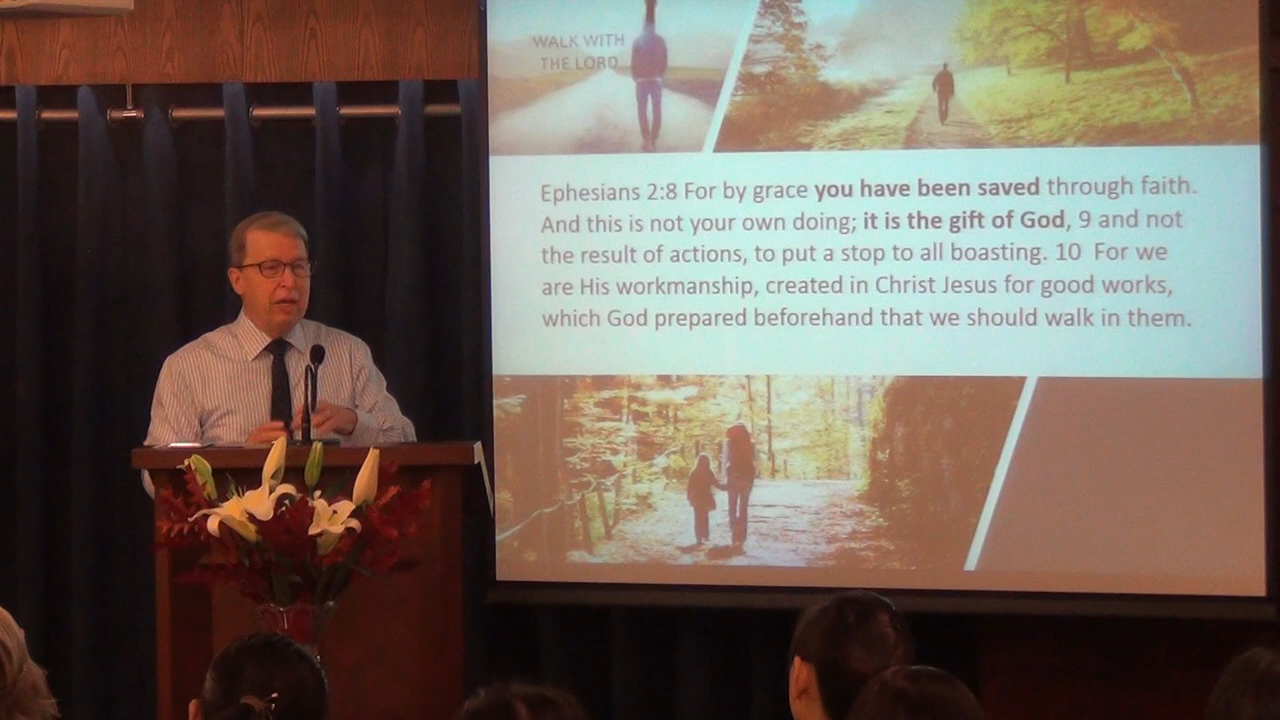 WALK WITH
THE LORD
Ephesians 2:8 For by grace you have been saved through faith.
And this is not your own doing; it is the gift of God, 9 and not
the result of actions, to put a stop to all boasting. 10 For we
are His workmanship, created in Christ Jesus for good works,
which God prepared beforehand that we should walk in them.